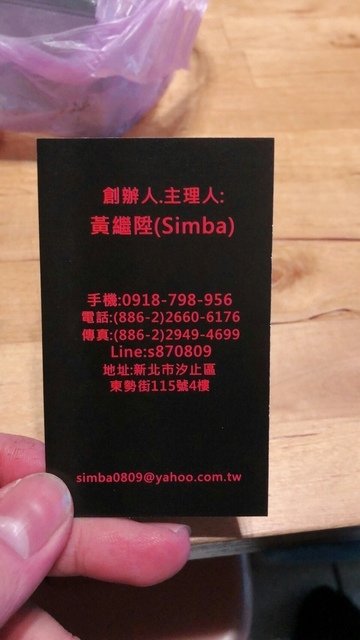 創辦人.主理人:
黃繼陞(Simba)
手機:0918-798-956
電話:(886-2)2660-6176
傳真:(886-2)2949-4699
Line:s870809
地址:新北市汐止區
東勢街115號4樓
simba0809@yahoo.com.tw